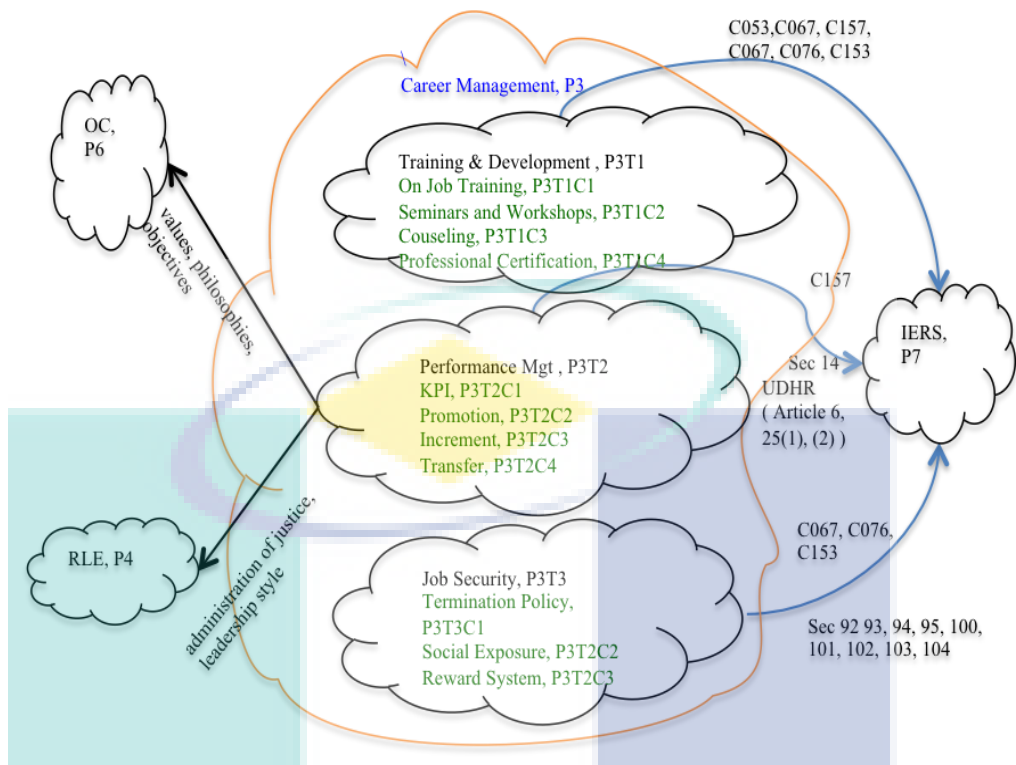 C053,C067, C157,
C067, C076, C153
Career Management, P3
OC,
P6
Training & Development , P3T1
On Job Training, P3T1C1
Seminars and Workshops, P3T1C2
Couseling, P3T1C3
Professional Certification, P3T1C4
values, philosophies,
objectives
C157
IERS,
P7
Performance Mgt , P3T2
KPI, P3T2C1
Promotion, P3T2C2
Increment, P3T2C3
Transfer, P3T2C4
Sec 14
UDHR
( Article 6,
25(1), (2) )
RLE, P4
administration of justice,
leadership style
C067, C076,
C153
Job Security, P3T3
Termination Policy,
P3T3C1
Social Exposure, P3T2C2
Reward System, P3T2C3
Sec 92 93, 94, 95, 100,
101, 102, 103, 104